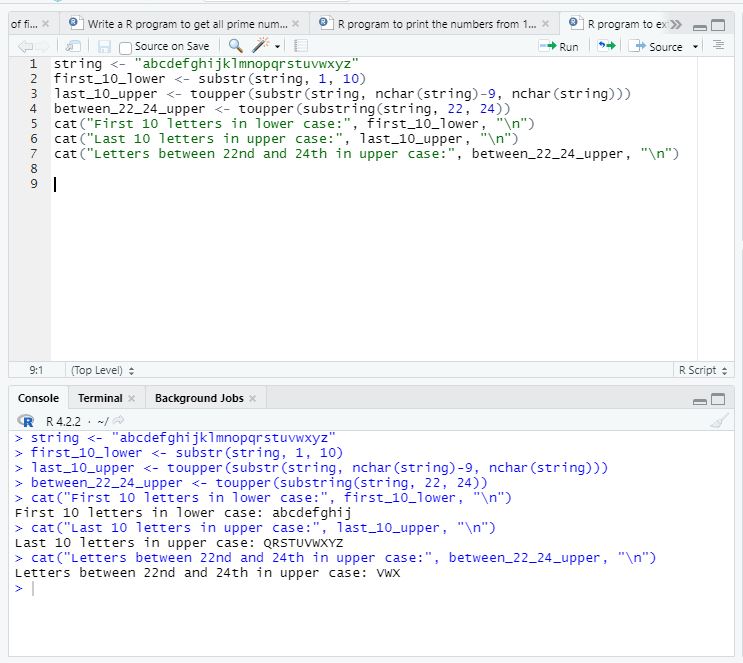 of fi...
Write a R program to get all prime num...
R program to print the numbers from 1...
R program to ex
Source on Save
Run
Source
1 string <- "abcdefghijklmnopqrstuvwxyz"
2 first_10_lower <- substr(string, 1, 10)
3 last_10_upper <- toupper(substr(string, nchar(string)-9, nchar(string)))
4 between_22_24_upper <- toupper(substring(string, 22, 24))
5 cat("First 10 letters in lower case:", first_10_lower, "\n")
6 cat("Last 10 letters in upper case:", last_10_upper, "\n")
7 cat("Letters between 22nd and 24th in upper case:", between_22_24_upper, "\n")
8
9
9:1 (Top Level) R Script
Console Terminal Background Jobs
R R 4.2.2 · ~/
> string <- "abcdefghijklmnopqrstuvwxyz"
> first_10_lower <- substr(string, 1, 10)
> last_10_upper <- toupper(substr(string, nchar(string)-9, nchar(string)))
> between_22_24_upper <- toupper(substring(string, 22, 24))
> cat("First 10 letters in lower case:", first_10_lower, "\n")
First 10 letters in lower case: abcdefghij
> cat("Last 10 letters in upper case:", last_10_upper, "\n")
Last 10 letters in upper case: QRSTUVWXYZ
> cat("Letters between 22nd and 24th in upper case:", between_22_24_upper, "\n")
Letters between 22nd and 24th in upper case: VWX
>